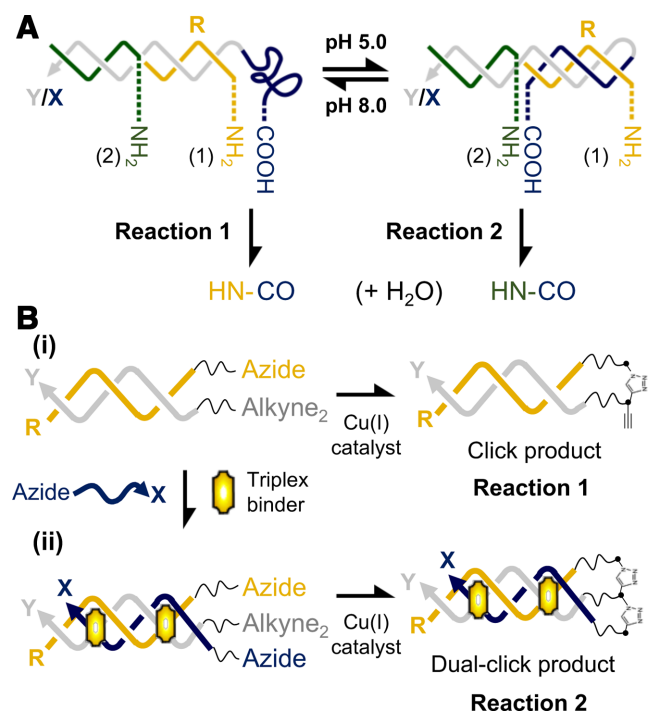 A
R
pH 5.0
pH 8.0
R
Y/X
Y/X
(2)
NH2
(1)
NH2
COOH
(2)
NH2
COOH
(1)
NH2
Reaction 1
Reaction 2
HN-CO
(+ H2O)
HN-CO
B
(i)
Y
R
Azide
Alkyne2
Cu(I)
catalyst
Y
R
N
N=N
Click product
Reaction 1
Azide
X
Triplex
binder
(ii)
X
Y
R
Azide
Alkyne2
Azide
Cu(I)
catalyst
X
Y
R
N
N=N
N
N=N
Dual-click product
Reaction 2